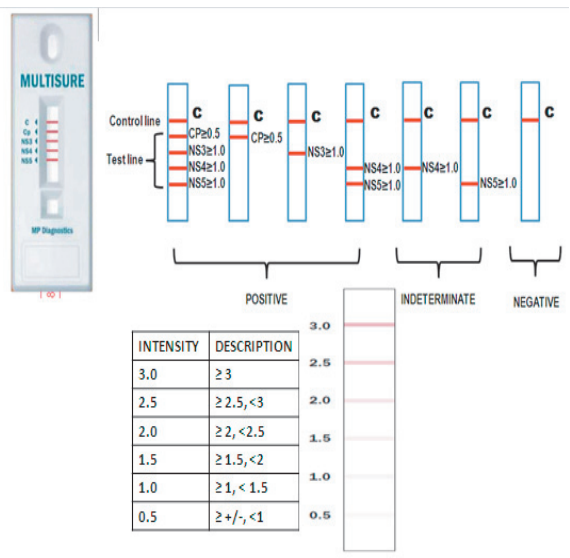 MULTISURE
C
Cp
NS3
NS4
NS5
MP Diagnostics
8
Control line
Test line
C
CP≥0.5
NS3≥1.0
NS4≥1.0
NS5≥1.0
C
CP≥0.5
C
NS3≥1.0
C
NS4≥1.0
NS5≥1.0
C
NS4≥1.0
C
NS5≥1.0
C
POSITIVE
INDETERMINATE
NEGATIVE
INTENSITY DESCRIPTION
3.0 ≥ 3
2.5 ≥ 2.5, <3
2.0 ≥ 2, <2.5
1.5 ≥ 1.5, <2
1.0 ≥ 1, < 1.5
0.5 ≥ +/-, <1
3.0
2.5
2.0
1.5
1.0
0.5